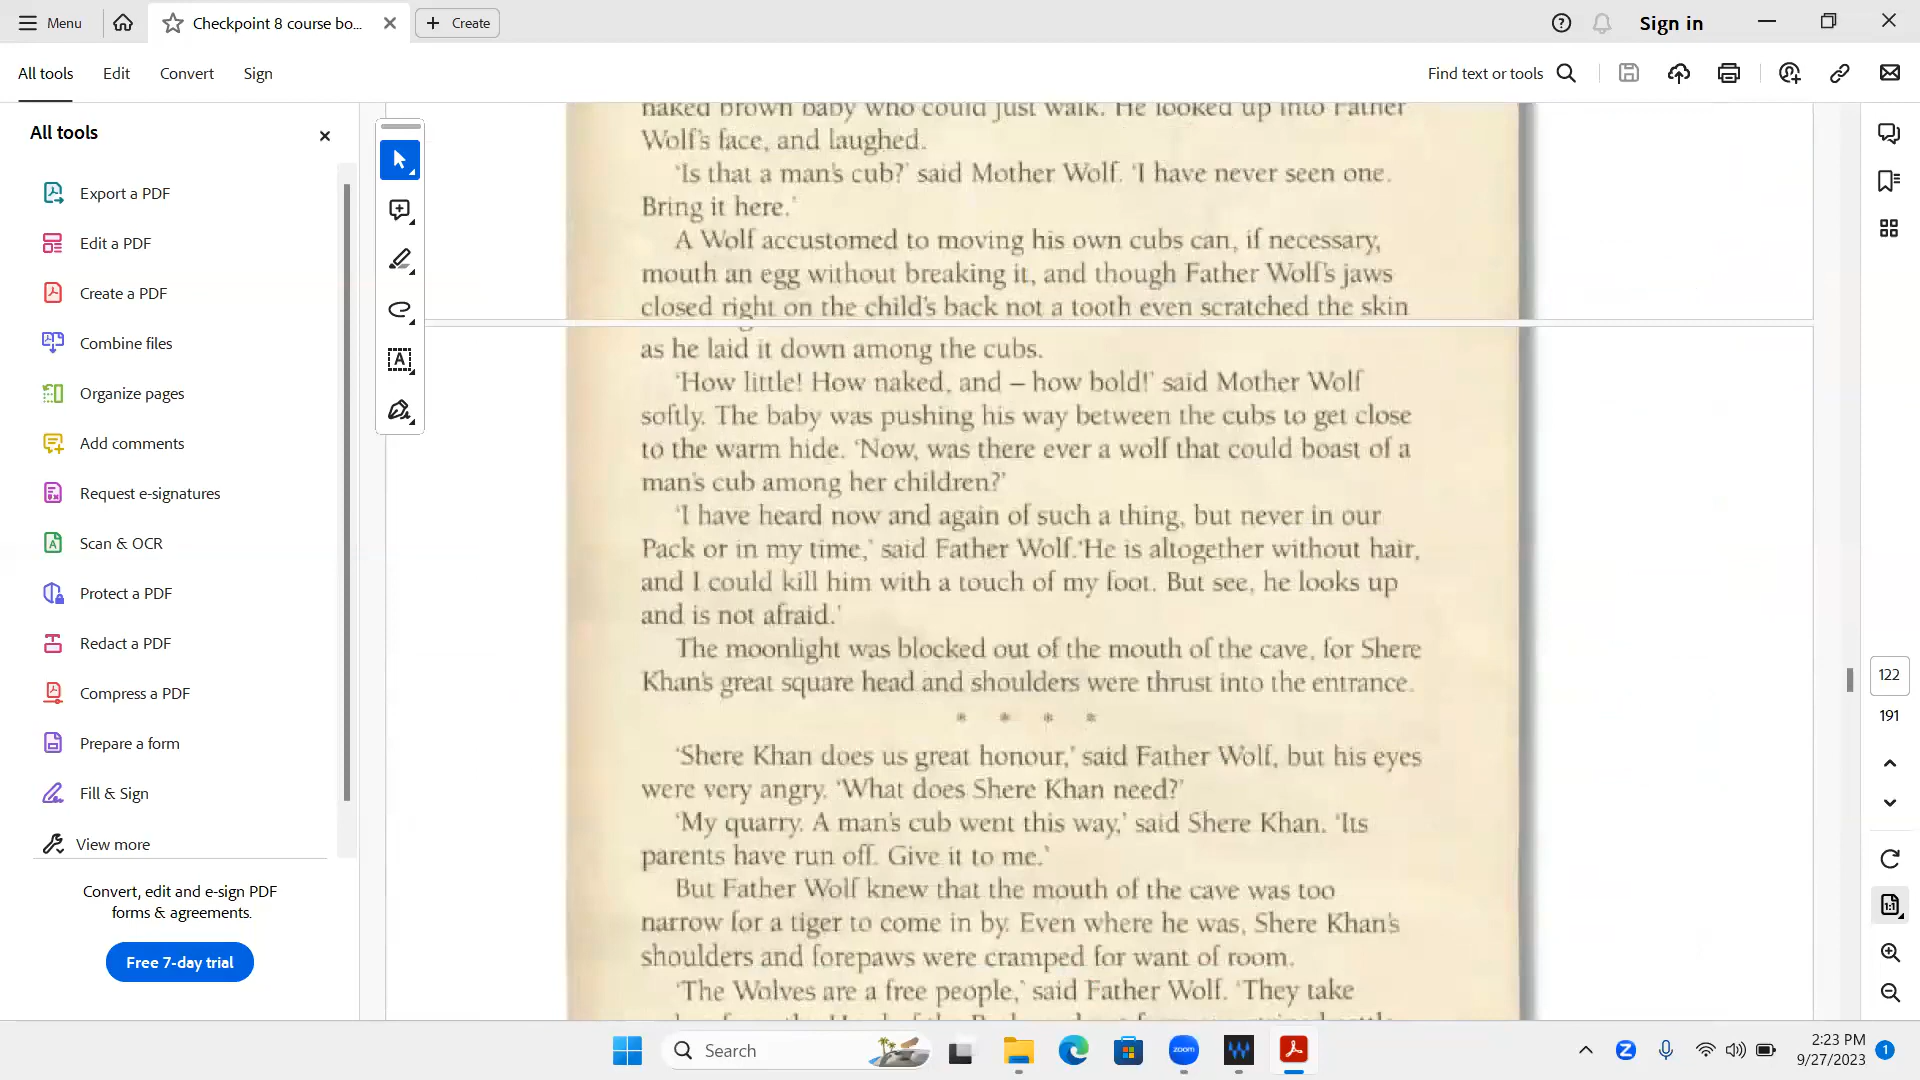 Menu
Checkpoint 8 course bo...
Create
Sign in
All tools
Edit
Convert
Sign
Find text or tools
All tools
Export a PDF
Edit a PDF
Create a PDF
Combine files
Organize pages
Add comments
Request e-signatures
Scan & OCR
Protect a PDF
Redact a PDF
Compress a PDF
Prepare a form
Fill & Sign
View more
Convert, edit and e-sign PDF
forms & agreements.
Free 7-day trial
naked brown baby who could just walk. He looked up into Father
Wolf's face, and laughed.
'Is that a man's cub?' said Mother Wolf. 'I have never seen one.
Bring it here.'
A Wolf accustomed to moving his own cubs can, if necessary,
mouth an egg without breaking it, and though Father Wolf's jaws
closed right on the child's back not a tooth even scratched the skin
as he laid it down among the cubs.
'How little! How naked, and – how bold!' said Mother Wolf
softly. The baby was pushing his way between the cubs to get close
to the warm hide. 'Now, was there ever a wolf that could boast of a
man's cub among her children?'
'I have heard now and again of such a thing, but never in our
Pack or in my time,' said Father Wolf.'He is altogether without hair,
and I could kill him with a touch of my foot. But see, he looks up
and is not afraid.'
The moonlight was blocked out of the mouth of the cave, for Shere
Khan's great square head and shoulders were thrust into the entrance.
* * * *
'Shere Khan does us great honour,' said Father Wolf, but his eyes
were very angry. 'What does Shere Khan need?'
'My quarry. A man's cub went this way,' said Shere Khan. 'Its
parents have run off. Give it to me.'
But Father Wolf knew that the mouth of the cave was too
narrow for a tiger to come in by. Even where he was, Shere Khan's
shoulders and forepaws were cramped for want of room.
'The Wolves are a free people,' said Father Wolf. 'They take
122
191
1:1
Search
zoom
2:23 PM
9/27/2023
1